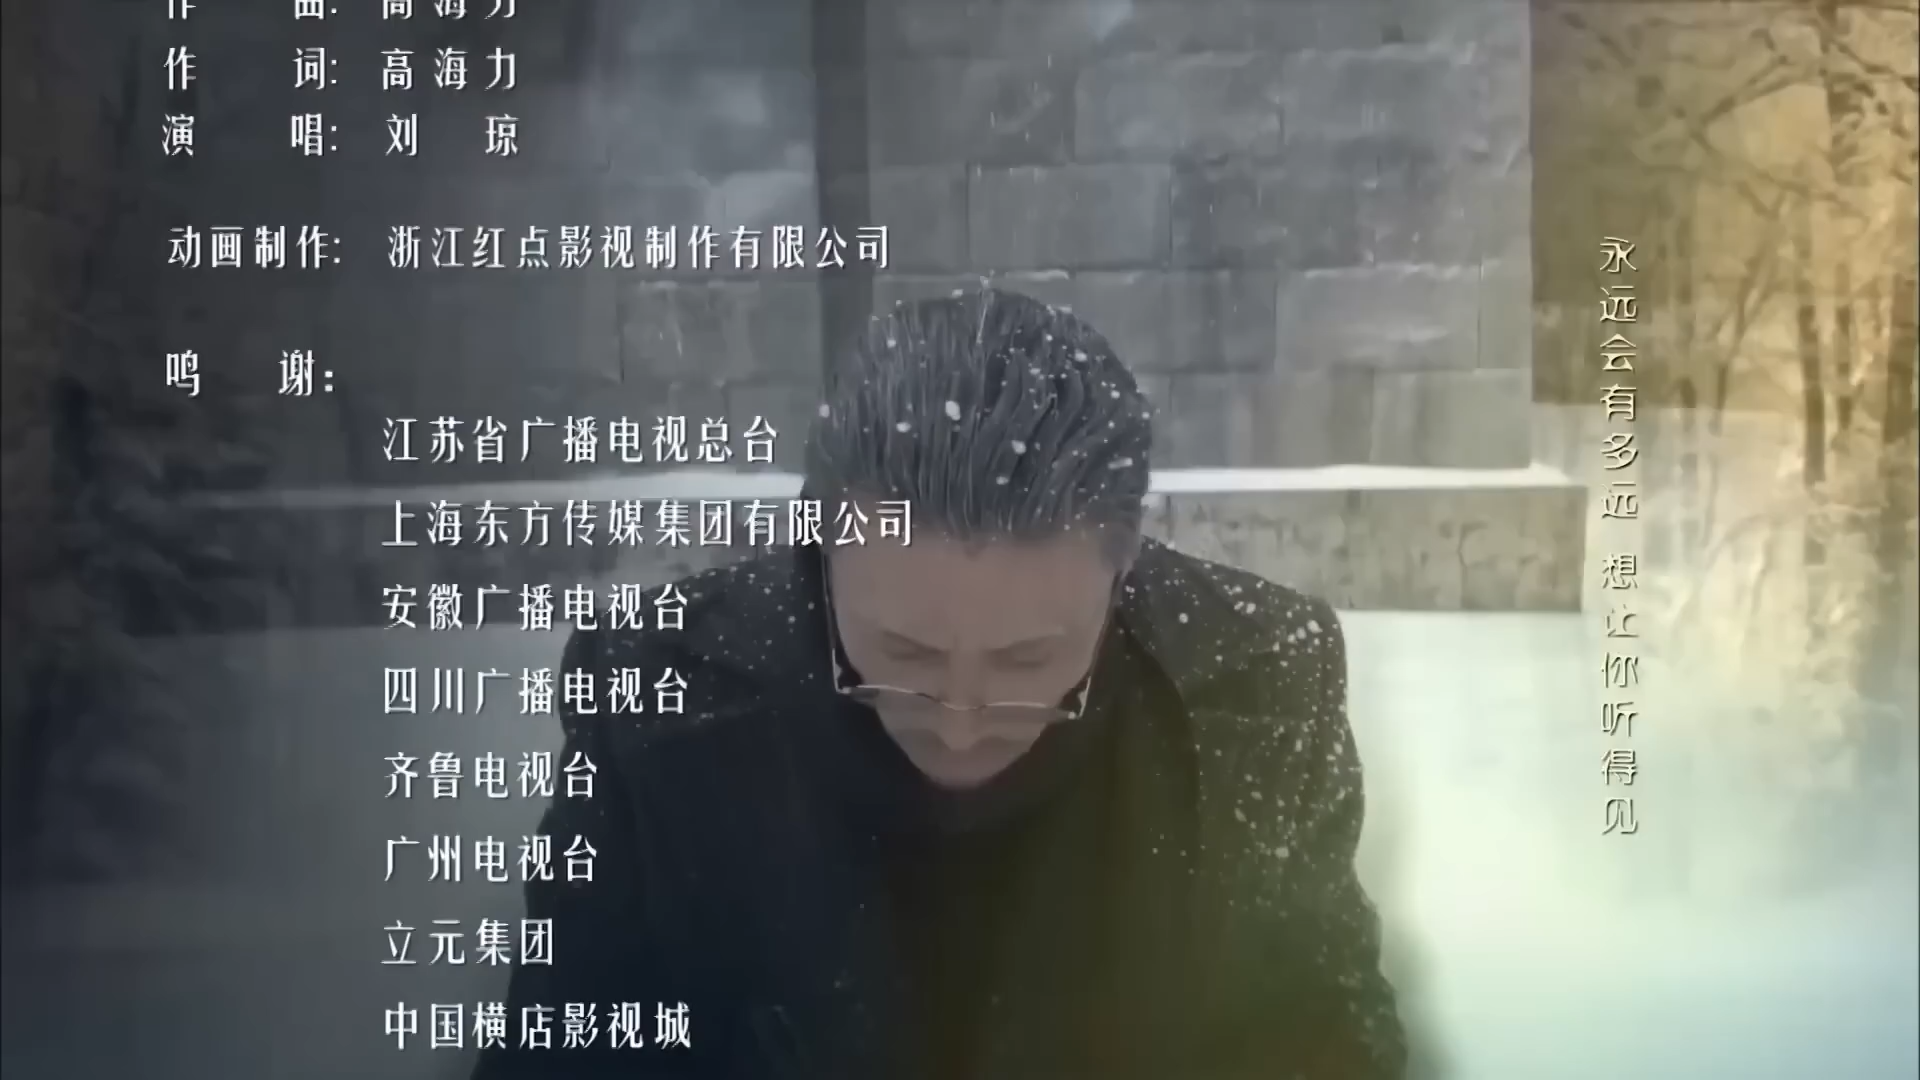 作 曲: 高海力
作 词: 高海力
演 唱: 刘 琼
动画制作: 浙江红点影视制作有限公司
鸣 谢:
江苏省广播电视总台
上海东方传媒集团有限公司
安徽广播电视台
四川广播电视台
齐鲁电视台
广州电视台
立元集团
中国横店影视城
永远会有多远 想让你听得见